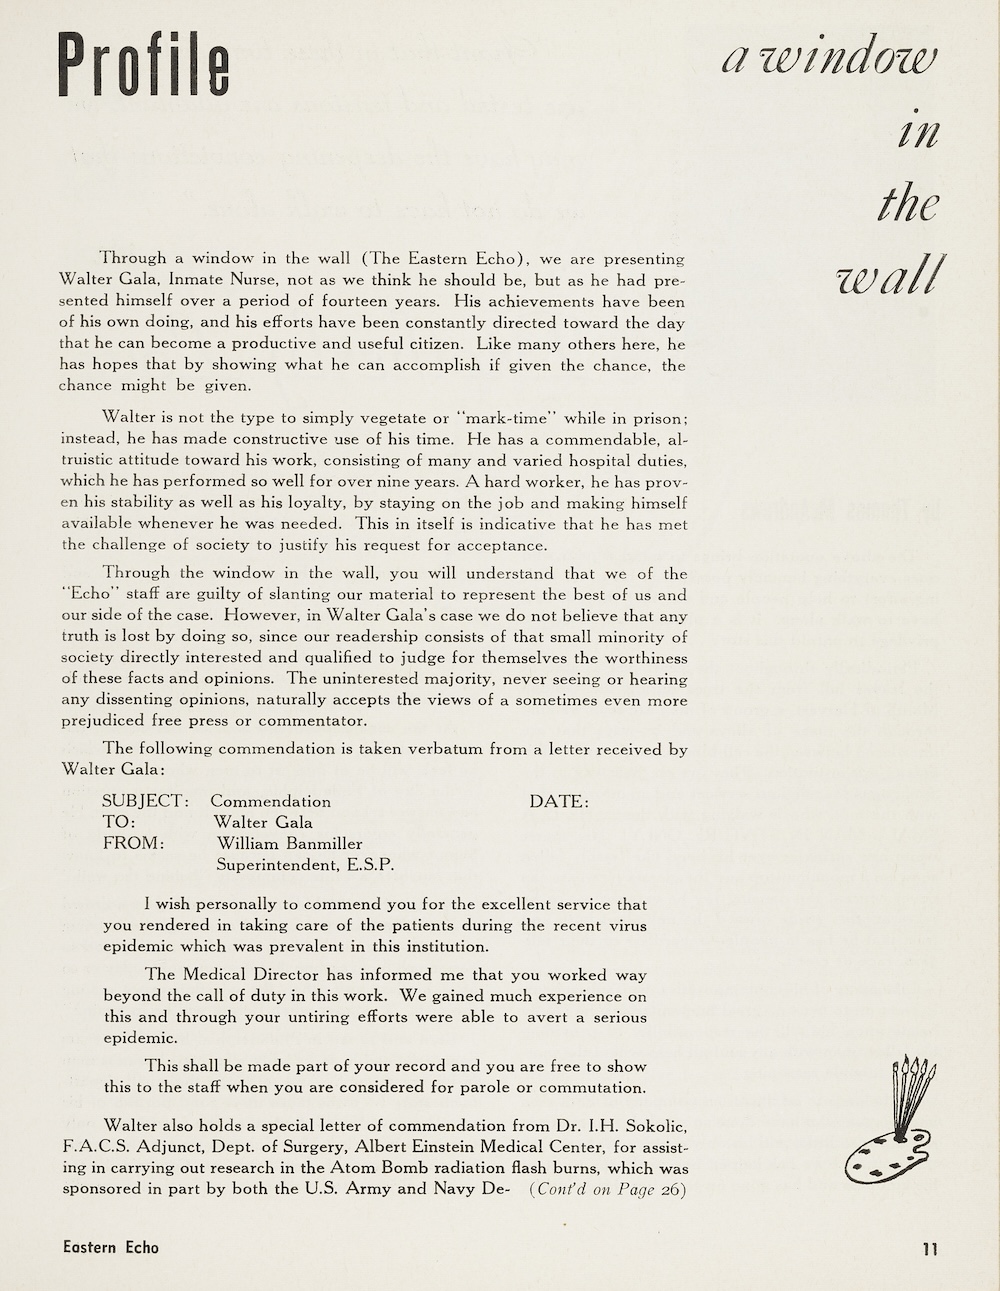 Profile
a window
in
the
wall
Through a window in the wall (The Eastern Echo), we are presenting
Walter Gala, Inmate Nurse, not as we think he should be, but as he had pre-
sented himself over a period of fourteen years. His achievements have been
of his own doing, and his efforts have been constantly directed toward the day
that he can become a productive and useful citizen. Like many others here, he
has hopes that by showing what he can accomplish if given the chance, the
chance might be given.
Walter is not the type to simply vegetate or "mark-time" while in prison;
instead, he has made constructive use of his time. He has a commendable, al-
truistic attitude toward his work, consisting of many and varied hospital duties,
which he has performed so well for over nine years. A hard worker, he has prov-
en his stability as well as his loyalty, by staying on the job and making himself
available whenever he was needed. This in itself is indicative that he has met
the challenge of society to justify his request for acceptance.
Through the window in the wall, you will understand that we of the
"Echo" staff are guilty of slanting our material to represent the best of us and
our side of the case. However, in Walter Gala's case we do not believe that any
truth is lost by doing so, since our readership consists of that small minority of
society directly interested and qualified to judge for themselves the worthiness
of these facts and opinions. The uninterested majority, never seeing or hearing
any dissenting opinions, naturally accepts the views of a sometimes even more
prejudiced free press or commentator.
The following commendation is taken verbatum from a letter received by
Walter Gala:
SUBJECT: Commendation DATE:
TO: Walter Gala
FROM: William Banmiller
Superintendent, E.S.P.
I wish personally to commend you for the excellent service that
you rendered in taking care of the patients during the recent virus
epidemic which was prevalent in this institution.
The Medical Director has informed me that you worked way
beyond the call of duty in this work. We gained much experience on
this and through your untiring efforts were able to avert a serious
epidemic.
This shall be made part of your record and you are free to show
this to the staff when you are considered for parole or commutation.
Walter also holds a special letter of commendation from Dr. I.H. Sokolic,
F.A.C.S. Adjunct, Dept. of Surgery, Albert Einstein Medical Center, for assist-
ing in carrying out research in the Atom Bomb radiation flash burns, which was
sponsored in part by both the U.S. Army and Navy De- (Cont'd on Page 26)
Eastern Echo
11